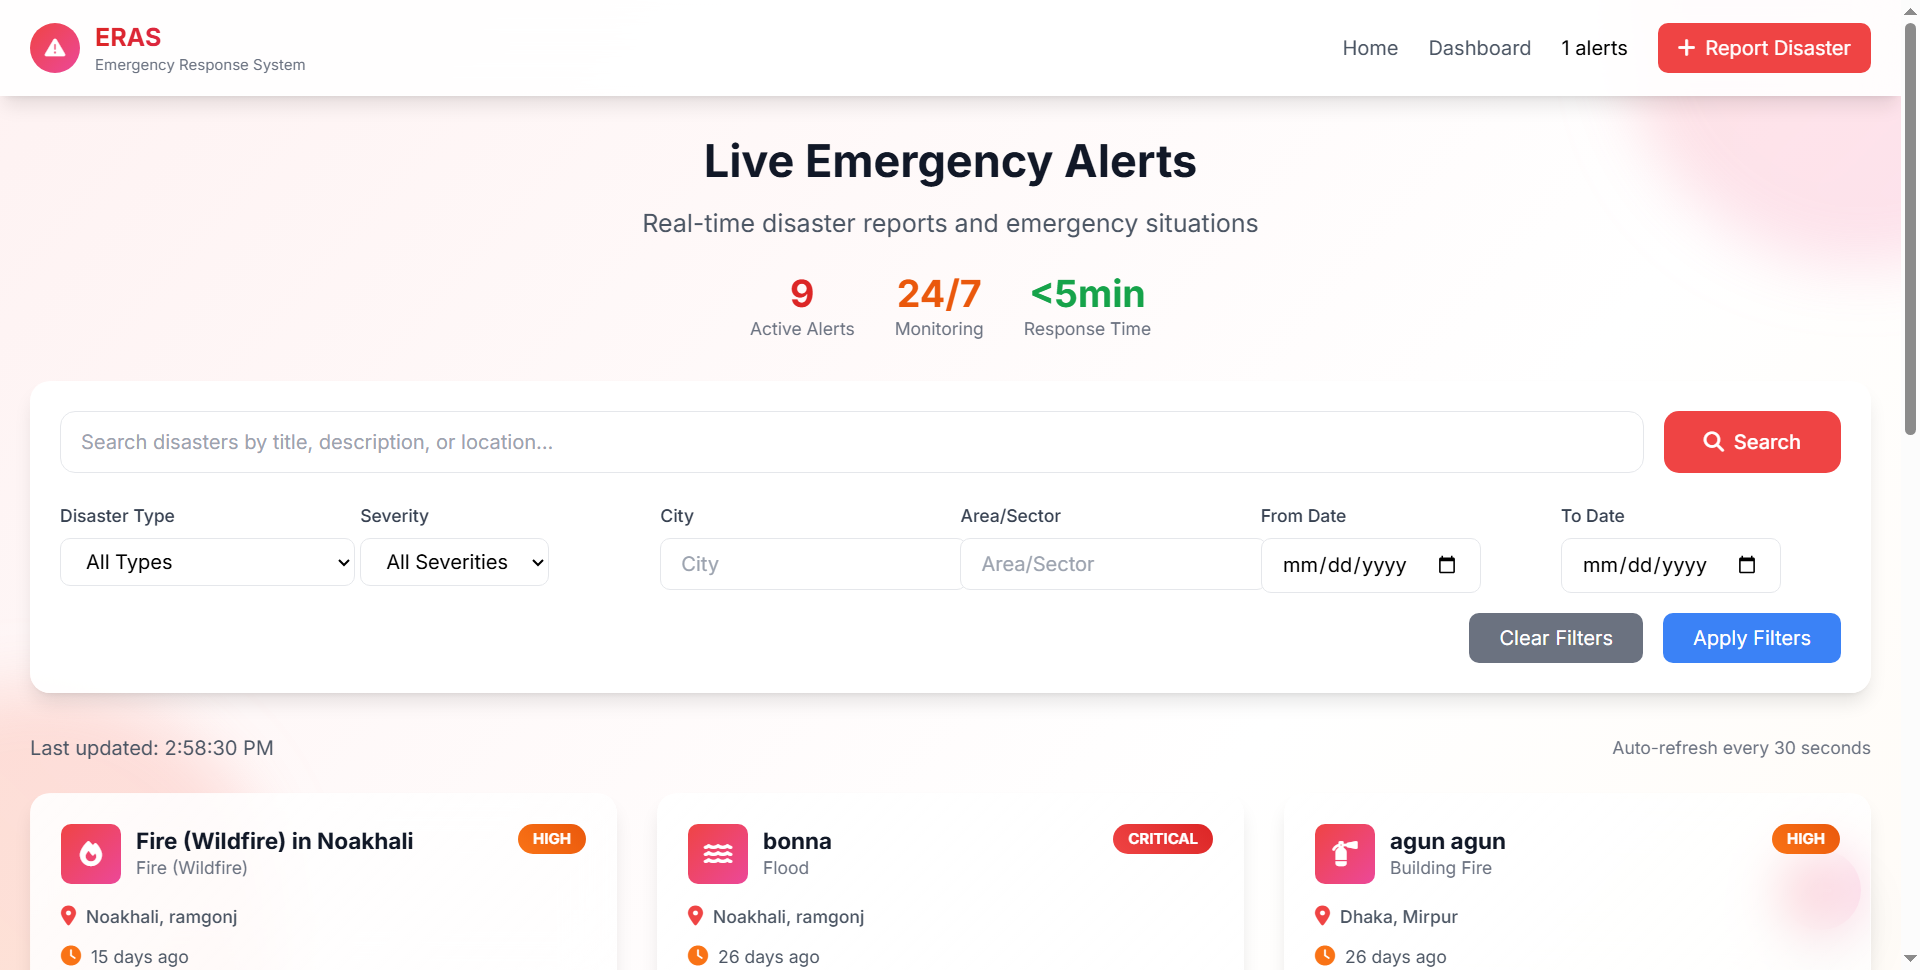 ERAS
Emergency Response System
Home
Dashboard
1 alerts
Report Disaster
Live Emergency Alerts
Real-time disaster reports and emergency situations
9
Active Alerts
24/7
Monitoring
<5min
Response Time
Search disasters by title, description, or location...
Search
Disaster Type
Severity
City
Area/Sector
From Date
To Date
All Types
All Severities
City
Area/Sector
mm/dd/yyyy
mm/dd/yyyy
Clear Filters
Apply Filters
Last updated: 2:58:30 PM
Auto-refresh every 30 seconds
Fire (Wildfire) in Noakhali
HIGH
Fire (Wildfire)
Noakhali, ramgonj
15 days ago
bonna
CRITICAL
Flood
Noakhali, ramgonj
26 days ago
agun agun
HIGH
Building Fire
Dhaka, Mirpur
26 days ago